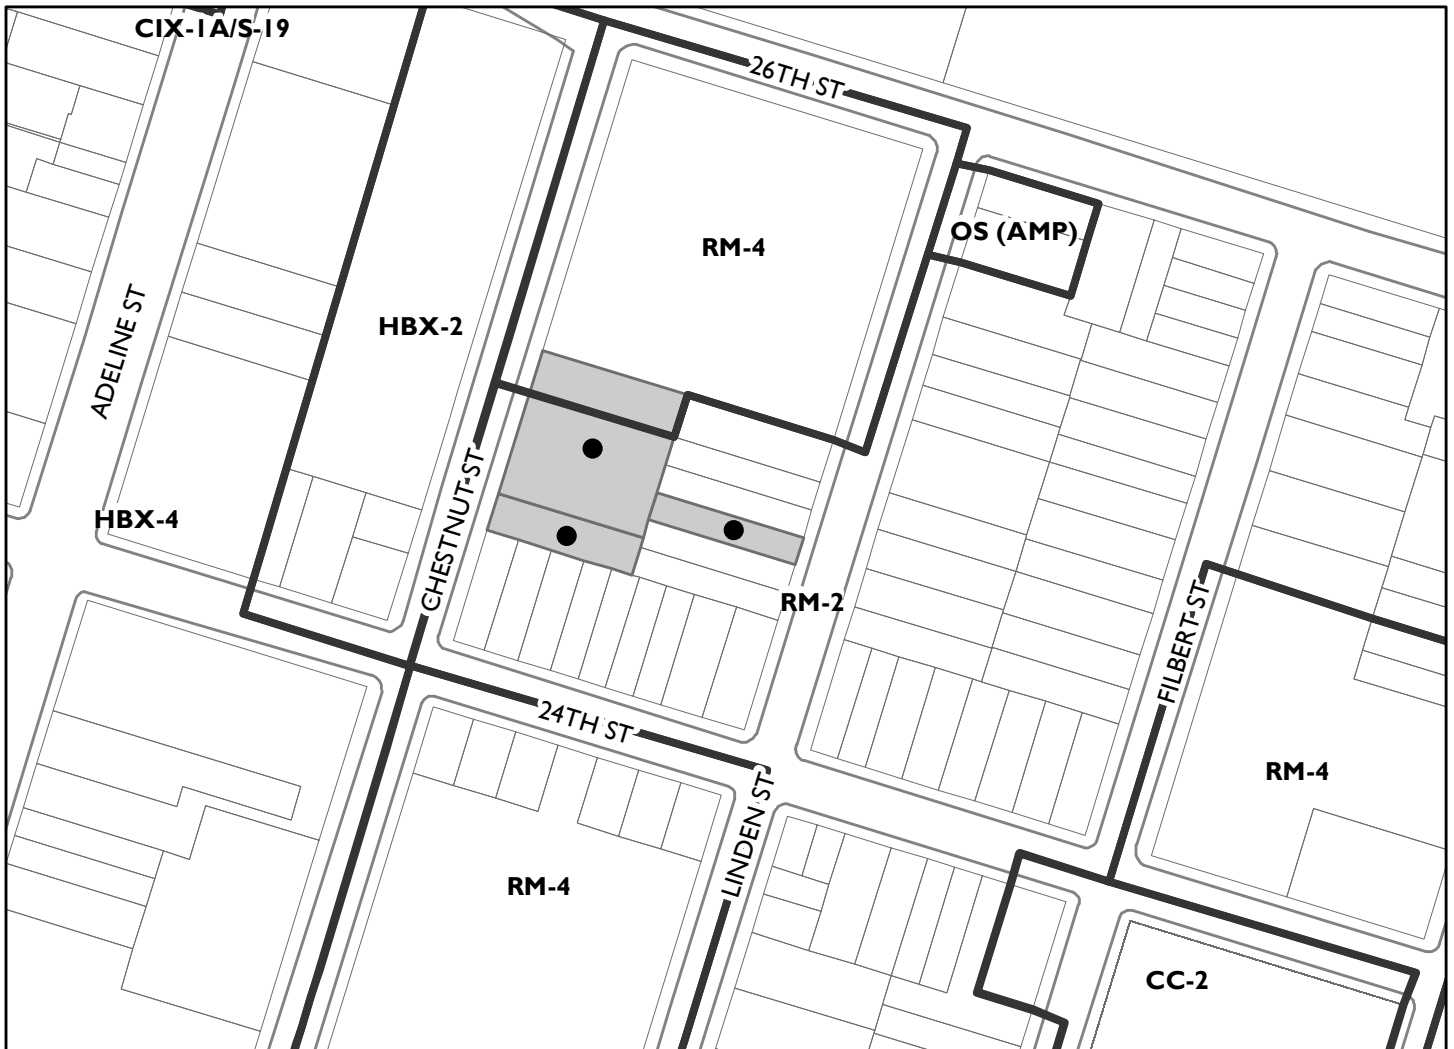 CIX-1A/S-19
26TH ST
RM-4
OS (AMP)
HBX-2
ADELINE ST
CHESTNUT ST
HBX-4
RM-2
FILBERT ST
24TH ST
RM-4
LINDEN ST
RM-4
CC-2